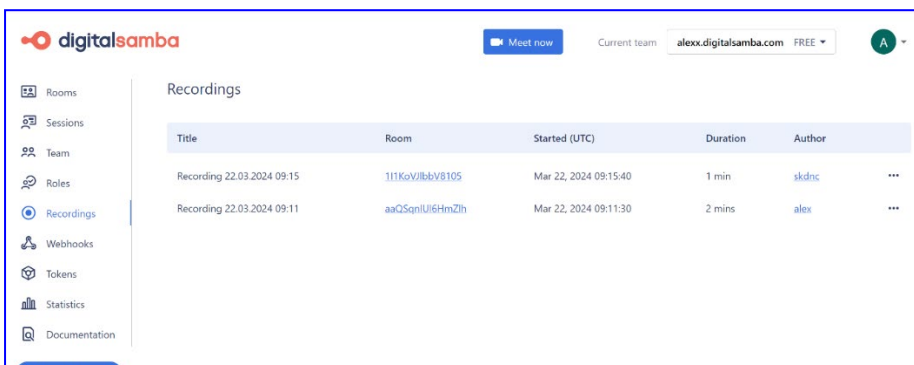 digitalsamba
Meet now
Current team
alexx.digitalsamba.com FREE
A
Rooms
Sessions
Team
Roles
Recordings
Webhooks
Tokens
Statistics
Documentation
Recordings
Title Room Started (UTC) Duration Author
Recording 22.03.2024 09:15 1I1KoVJlbbV8105 Mar 22, 2024 09:15:40 1 min skdnc
Recording 22.03.2024 09:11 aaQSqnlUl6HmZlh Mar 22, 2024 09:11:30 2 mins alex